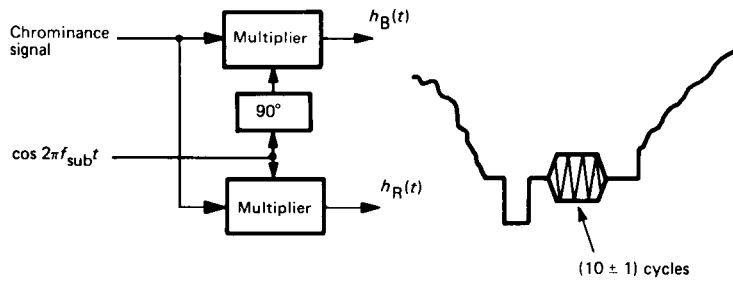 Chrominance
signal
Multiplier
h_B(t)
90°
cos 2πf_sub t
Multiplier
h_R(t)
(10 ± 1) cycles